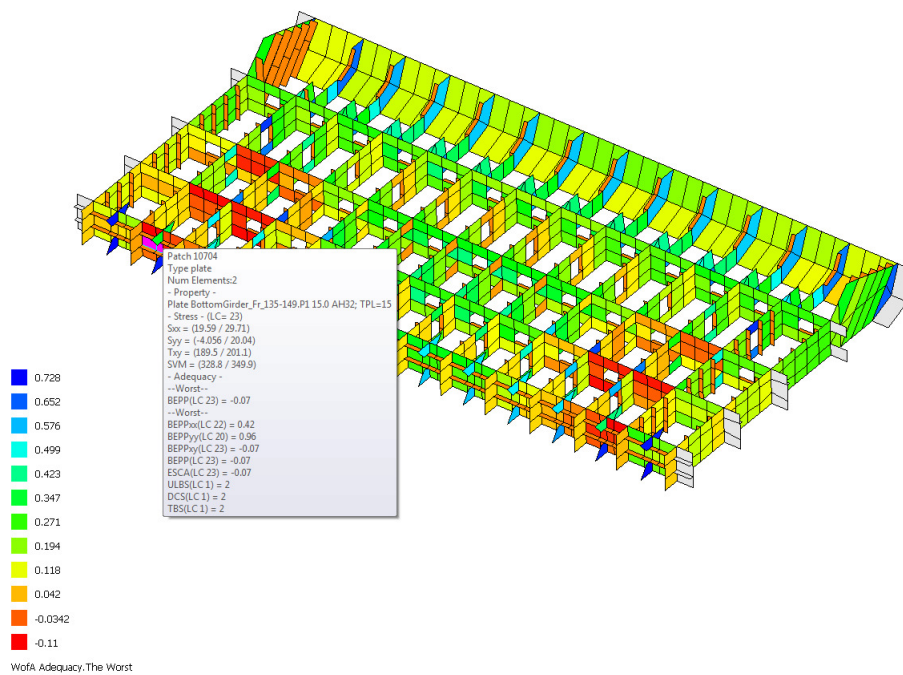 Patch 10704
Type plate
Num Elements:2
- Property -
Plate BottomGirder_Fr_135-149.P1 15.0 AH32; TPL=15
- Stress - (LC= 23)
Sxx = (19.59 / 29.71)
Syy = (-4.056 / 20.04)
Txy = (189.5 / 201.1)
SVM = (328.8 / 349.9)
- Adequacy -
--Worst--
BEPP(LC 23) = -0.07
--Worst--
BEPPxx(LC 22) = 0.42
BEPPyy(LC 20) = 0.96
BEPPxy(LC 23) = -0.07
BEPP(LC 23) = -0.07
ESCA(LC 23) = -0.07
ULBS(LC 1) = 2
DCS(LC 1) = 2
TBS(LC 1) = 2
0.728
0.652
0.576
0.499
0.423
0.347
0.271
0.194
0.118
0.042
-0.0342
-0.11
WofA Adequacy.The Worst